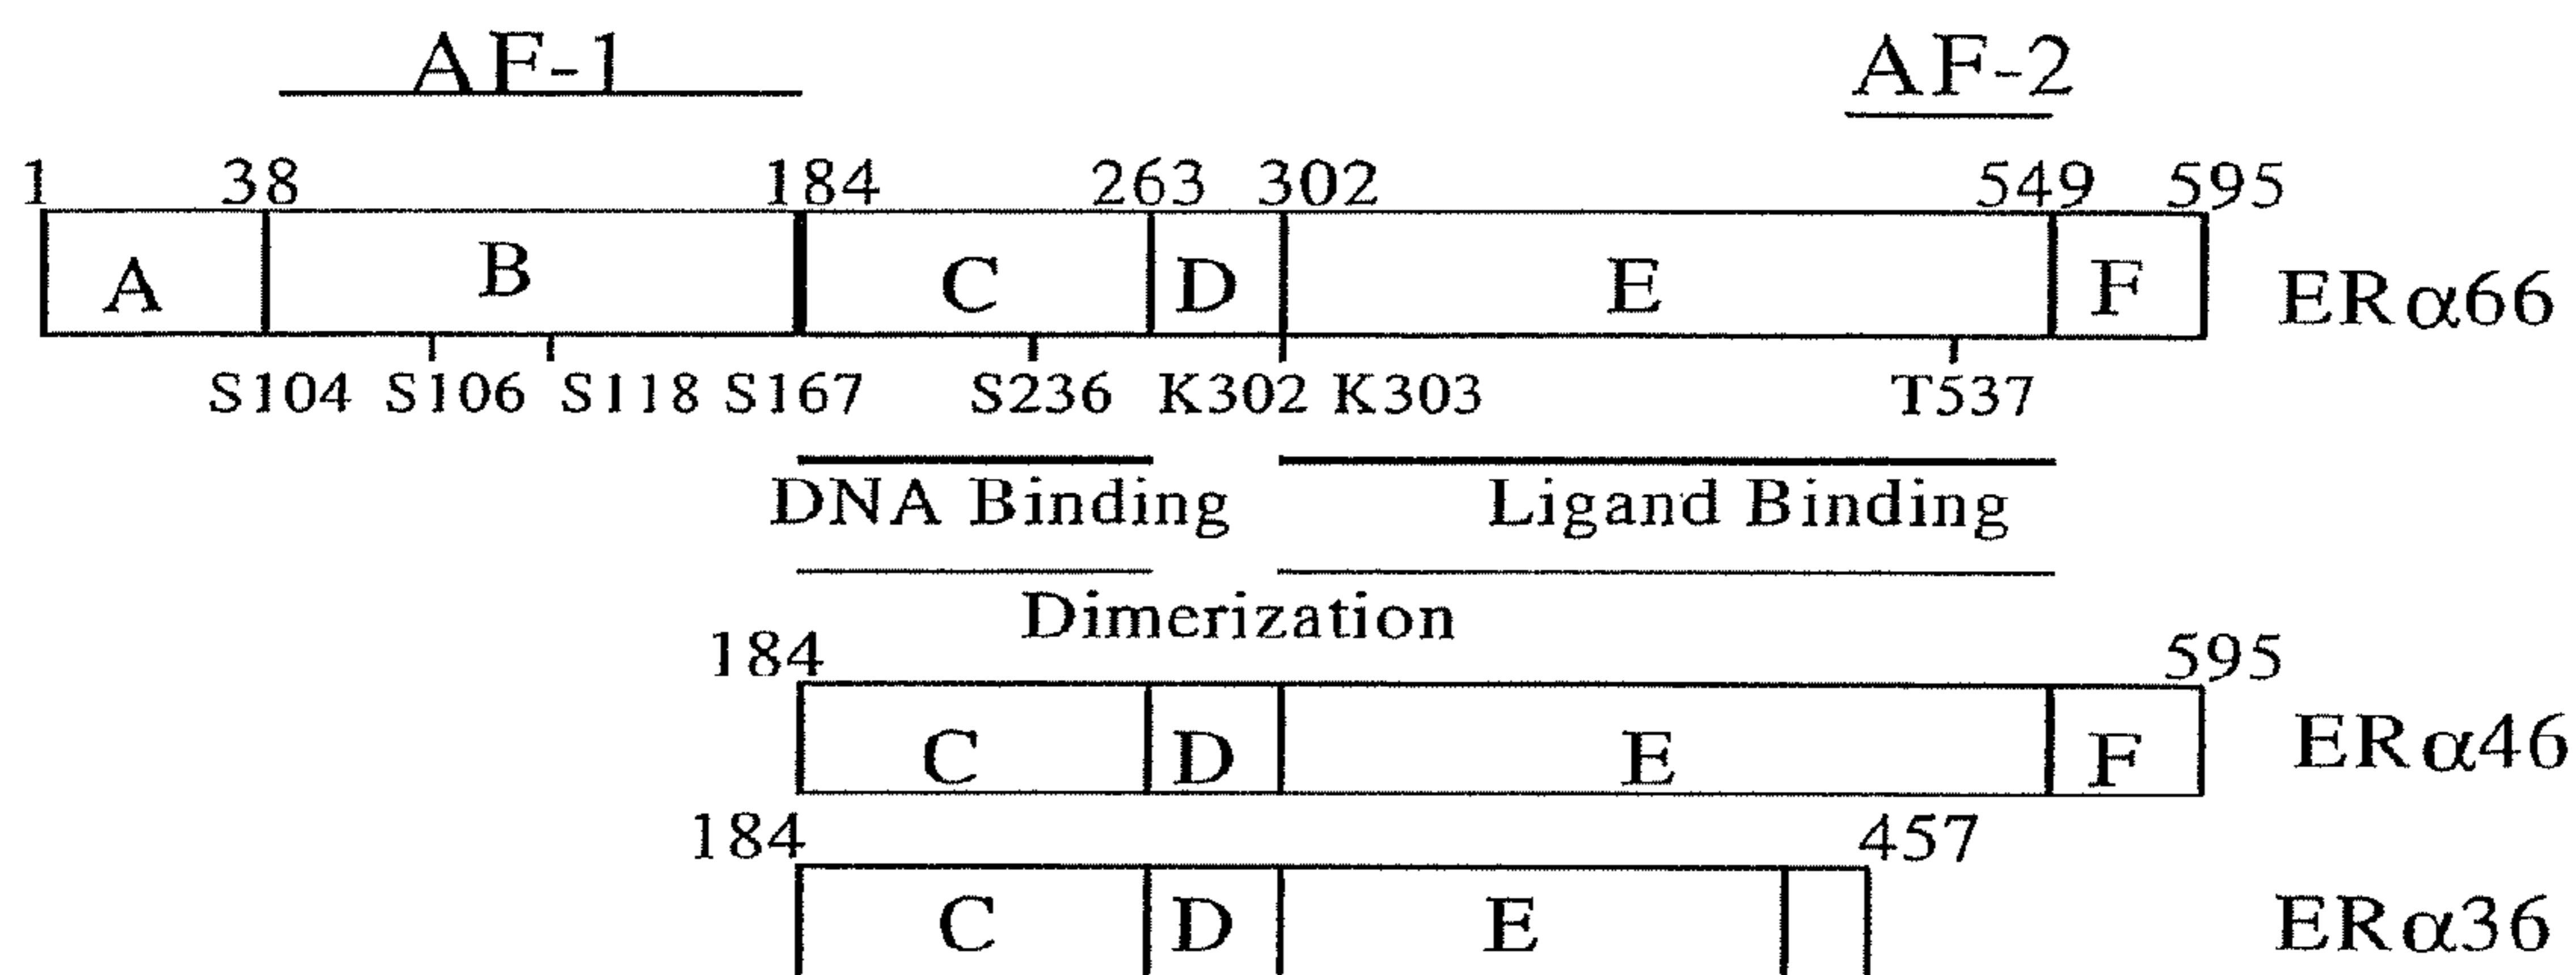 AF-1 AF-2
1 38 184 263 302 549 595
A B C D E F ERα66
S104 S106 S118 S167 S236 K302 K303 T537
DNA Binding Ligand Binding
Dimerization
184 595
C D E F ERα46
184 457
C D E ERα36